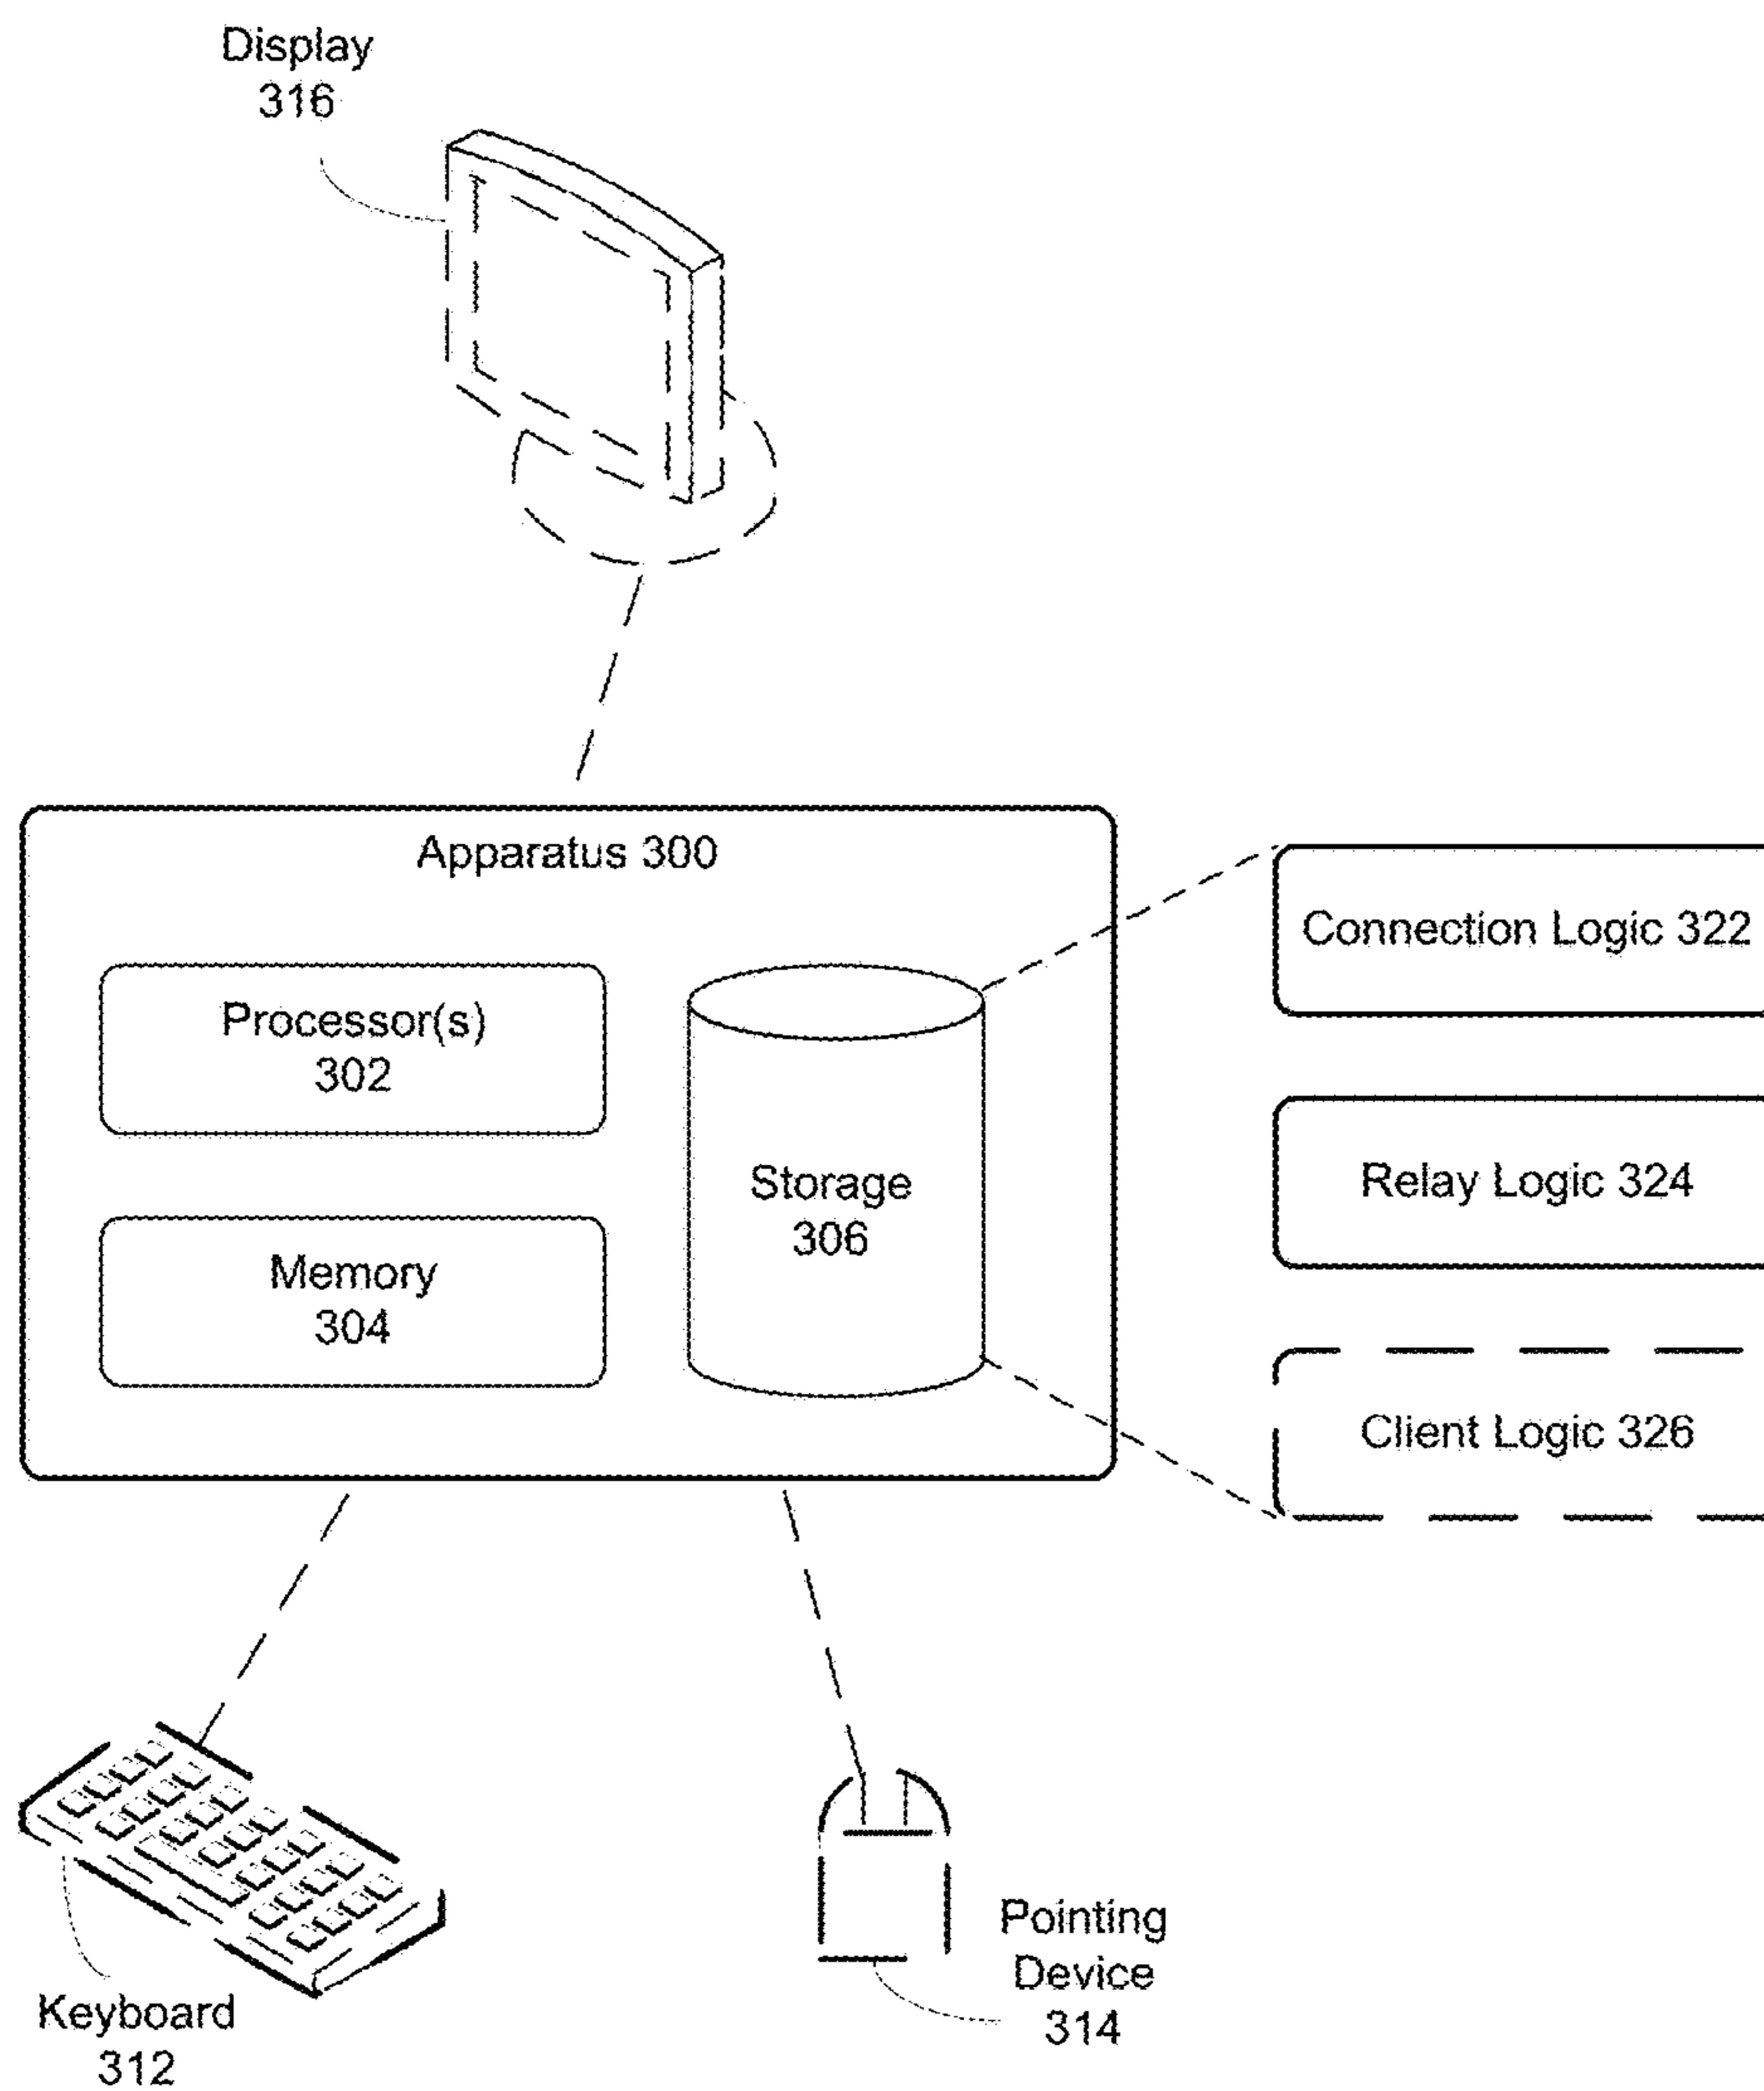 Display
316
Apparatus 300
Processor(s)
302
Memory
304
Storage
306
Connection Logic 322
Relay Logic 324
Client Logic 326
Keyboard
312
Pointing
Device
314